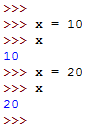 >>>
>>> x = 10
>>> x
10
>>> x = 20
>>> x
20
>>>